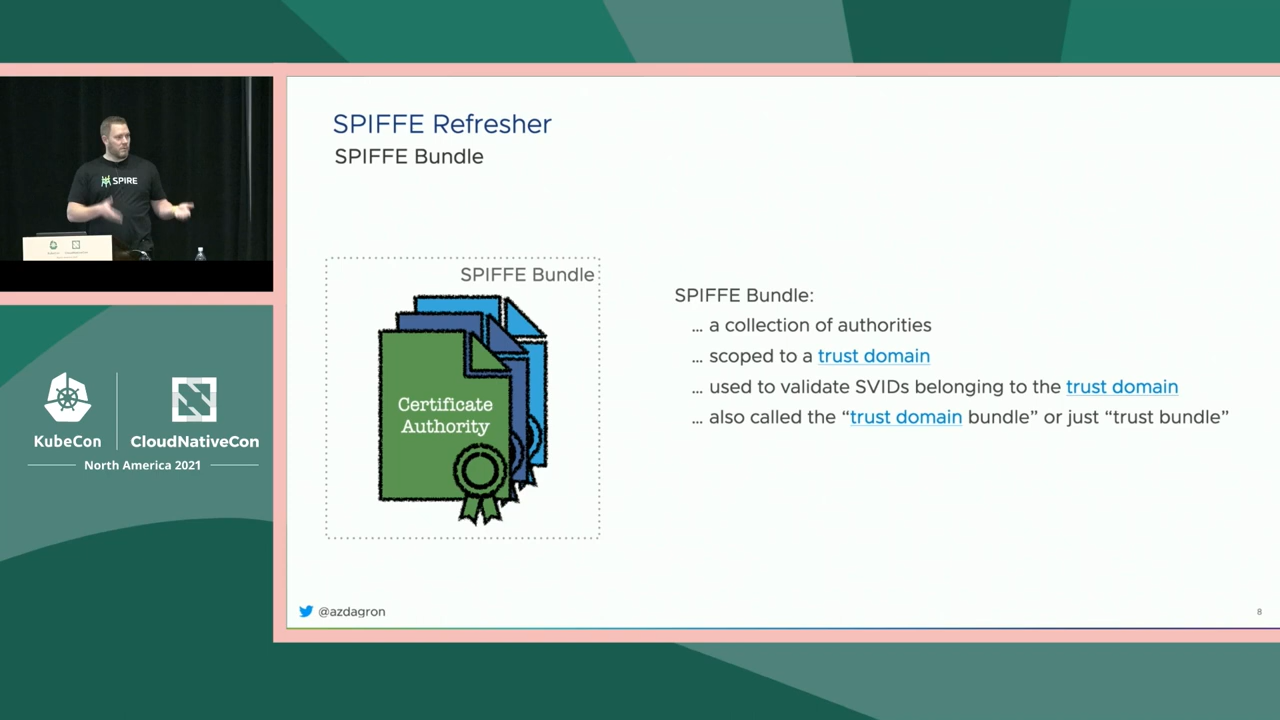 SPIFFE Refresher
SPIFFE Bundle
SPIRE
SPIFFE Bundle
Certificate
Authority
SPIFFE Bundle:
... a collection of authorities
... scoped to a trust domain
... used to validate SVIDs belonging to the trust domain
... also called the “trust domain bundle” or just “trust bundle”
KubeCon
CloudNativeCon
North America 2021
@azdagron
8